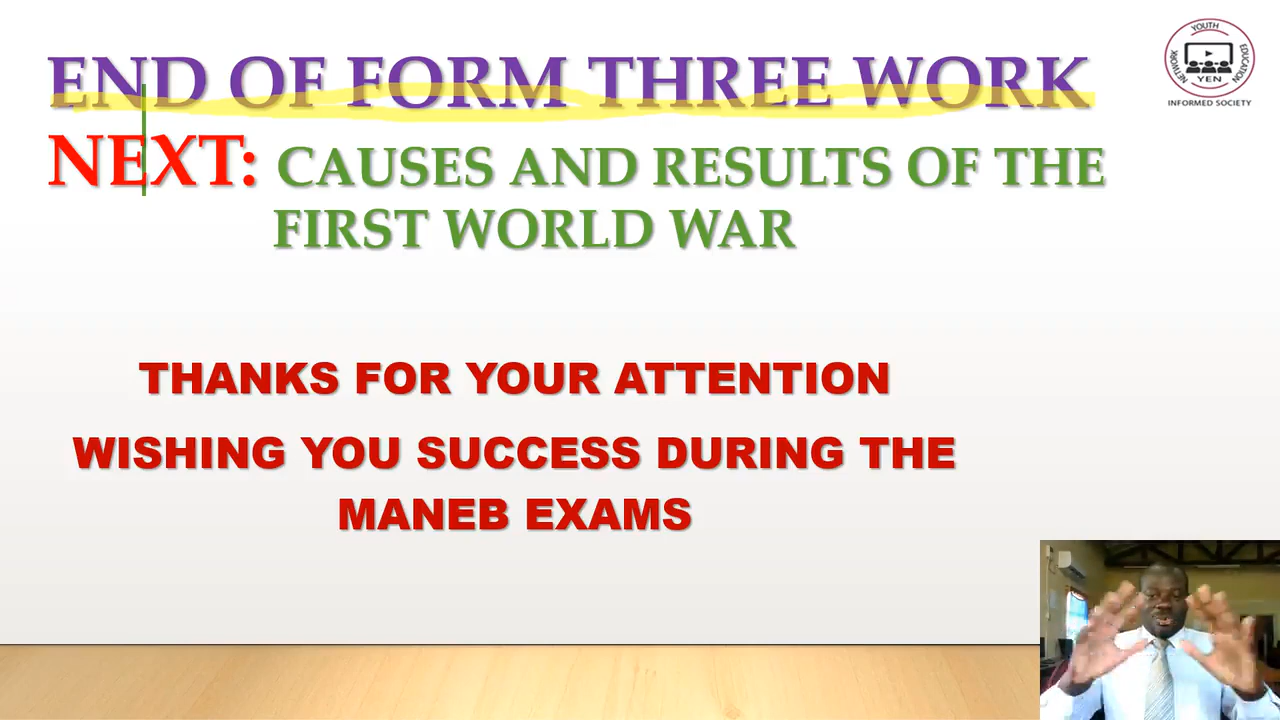 END OF FORM THREE WORK
NEXT: CAUSES AND RESULTS OF THE
FIRST WORLD WAR
THANKS FOR YOUR ATTENTION
WISHING YOU SUCCESS DURING THE
MANEB EXAMS
YOUTH
NETWORK
EDUCATION
YEN
INFORMED SOCIETY